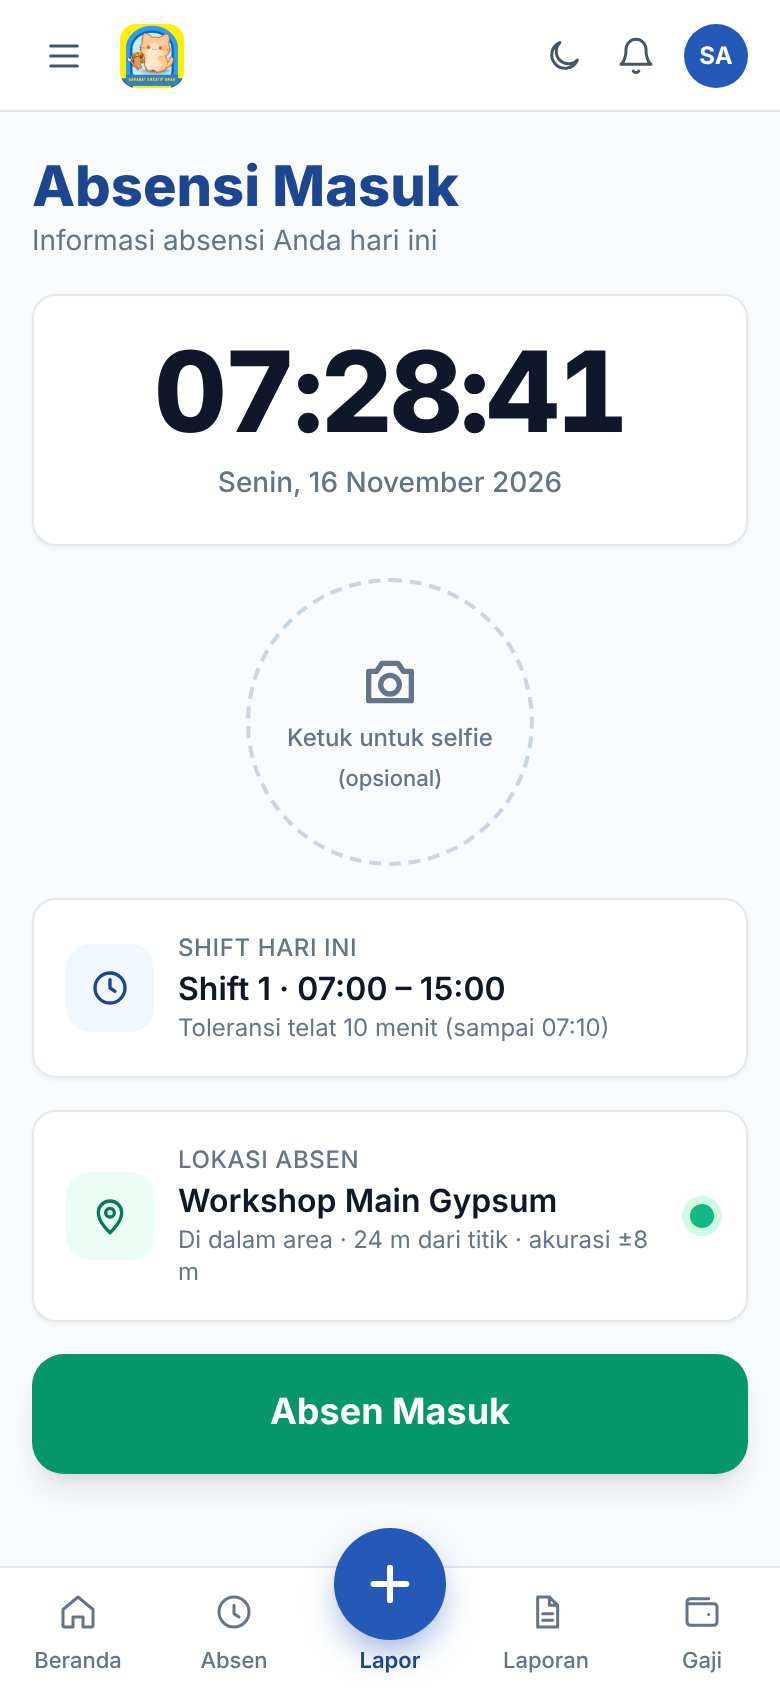 SA
Absensi Masuk
Informasi absensi Anda hari ini
07:28:41
Senin, 16 November 2026
Ketuk untuk selfie
(opsional)
SHIFT HARI INI
Shift 1 · 07:00 – 15:00
Toleransi telat 10 menit (sampai 07:10)
LOKASI ABSEN
Workshop Main Gypsum
Di dalam area · 24 m dari titik · akurasi ±8
m
Absen Masuk
Beranda
Absen
Lapor
Laporan
Gaji